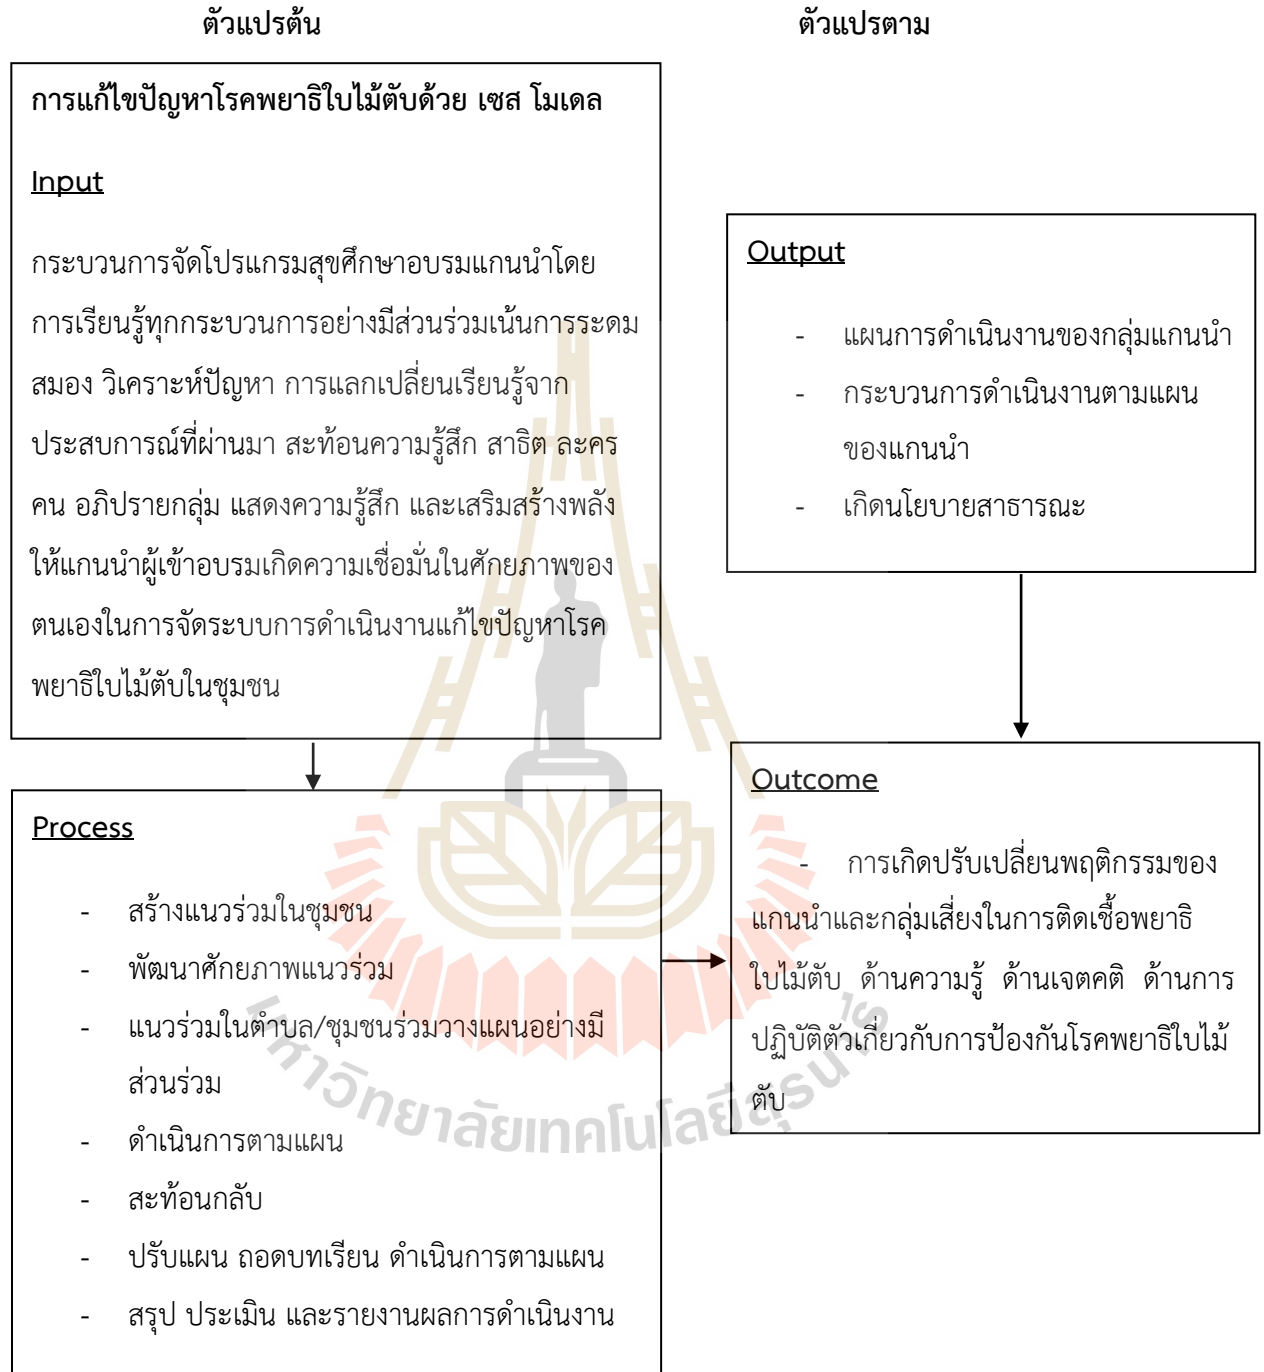 ตัวแปรต้น
ตัวแปรตาม
การแก้ไขปัญหาโรคพยาธิใบไม้ตับด้วย เซส โมเดล
Input
กระบวนการจัดโปรแกรมสุขศึกษาอบรมแกนนำโดย
การเรียนรู้ทุกกระบวนการอย่างมีส่วนร่วมเน้นการระดม
สมอง วิเคราะห์ปัญหา การแลกเปลี่ยนเรียนรู้จาก
ประสบการณ์ที่ผ่านมา สะท้อนความรู้สึก สาธิต ละคร
คน อภิปรายกลุ่ม แสดงความรู้สึก และเสริมสร้างพลัง
ให้แกนนำผู้เข้าอบรมเกิดความเชื่อมั่นในศักยภาพของ
ตนเองในการจัดระบบการดำเนินงานแก้ไขปัญหาโรค
พยาธิใบไม้ตับในชุมชน
Process
- สร้างแนวร่วมในชุมชน
- พัฒนาศักยภาพแนวร่วม
- แนวร่วมในตำบล/ชุมชนร่วมวางแผนอย่างมี
ส่วนร่วม
- ดำเนินการตามแผน
- สะท้อนกลับ
- ปรับแผน ถอดบทเรียน ดำเนินการตามแผน
- สรุป ประเมิน และรายงานผลการดำเนินงาน
Output
- แผนการดำเนินงานของกลุ่มแกนนำ
- กระบวนการดำเนินงานตามแผน
ของแกนนำ
- เกิดนโยบายสาธารณะ
Outcome
- การเกิดปรับเปลี่ยนพฤติกรรมของ
แกนนำและกลุ่มเสี่ยงในการติดเชื้อพยาธิ
ใบไม้ตับ ด้านความรู้ ด้านเจตคติ ด้านการ
ปฏิบัติตัวเกี่ยวกับการป้องกันโรคพยาธิใบไม้
ตับ
มหาวิทยาลัยเทคโนโลยีสุรนารี